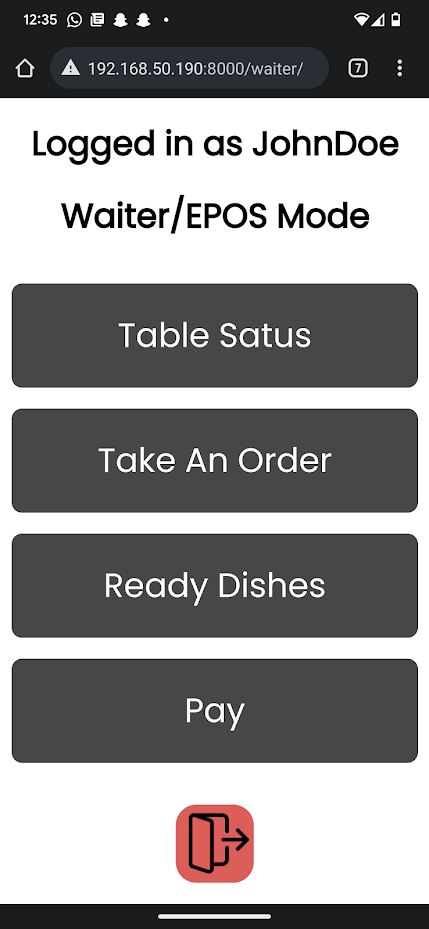 12:35
192.168.50.190:8000/waiter/
7
Logged in as JohnDoe
Waiter/EPOS Mode
Table Satus
Take An Order
Ready Dishes
Pay